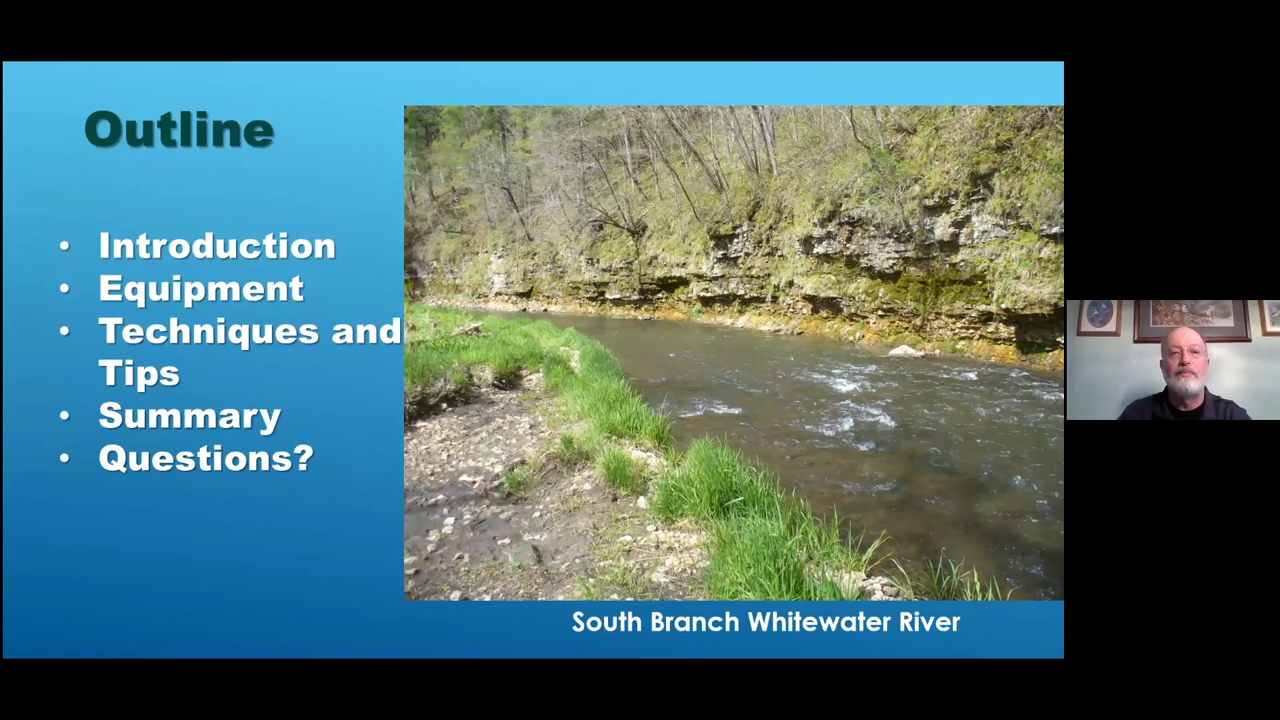 Outline
• Introduction
• Equipment
• Techniques and
Tips
• Summary
• Questions?
South Branch Whitewater River